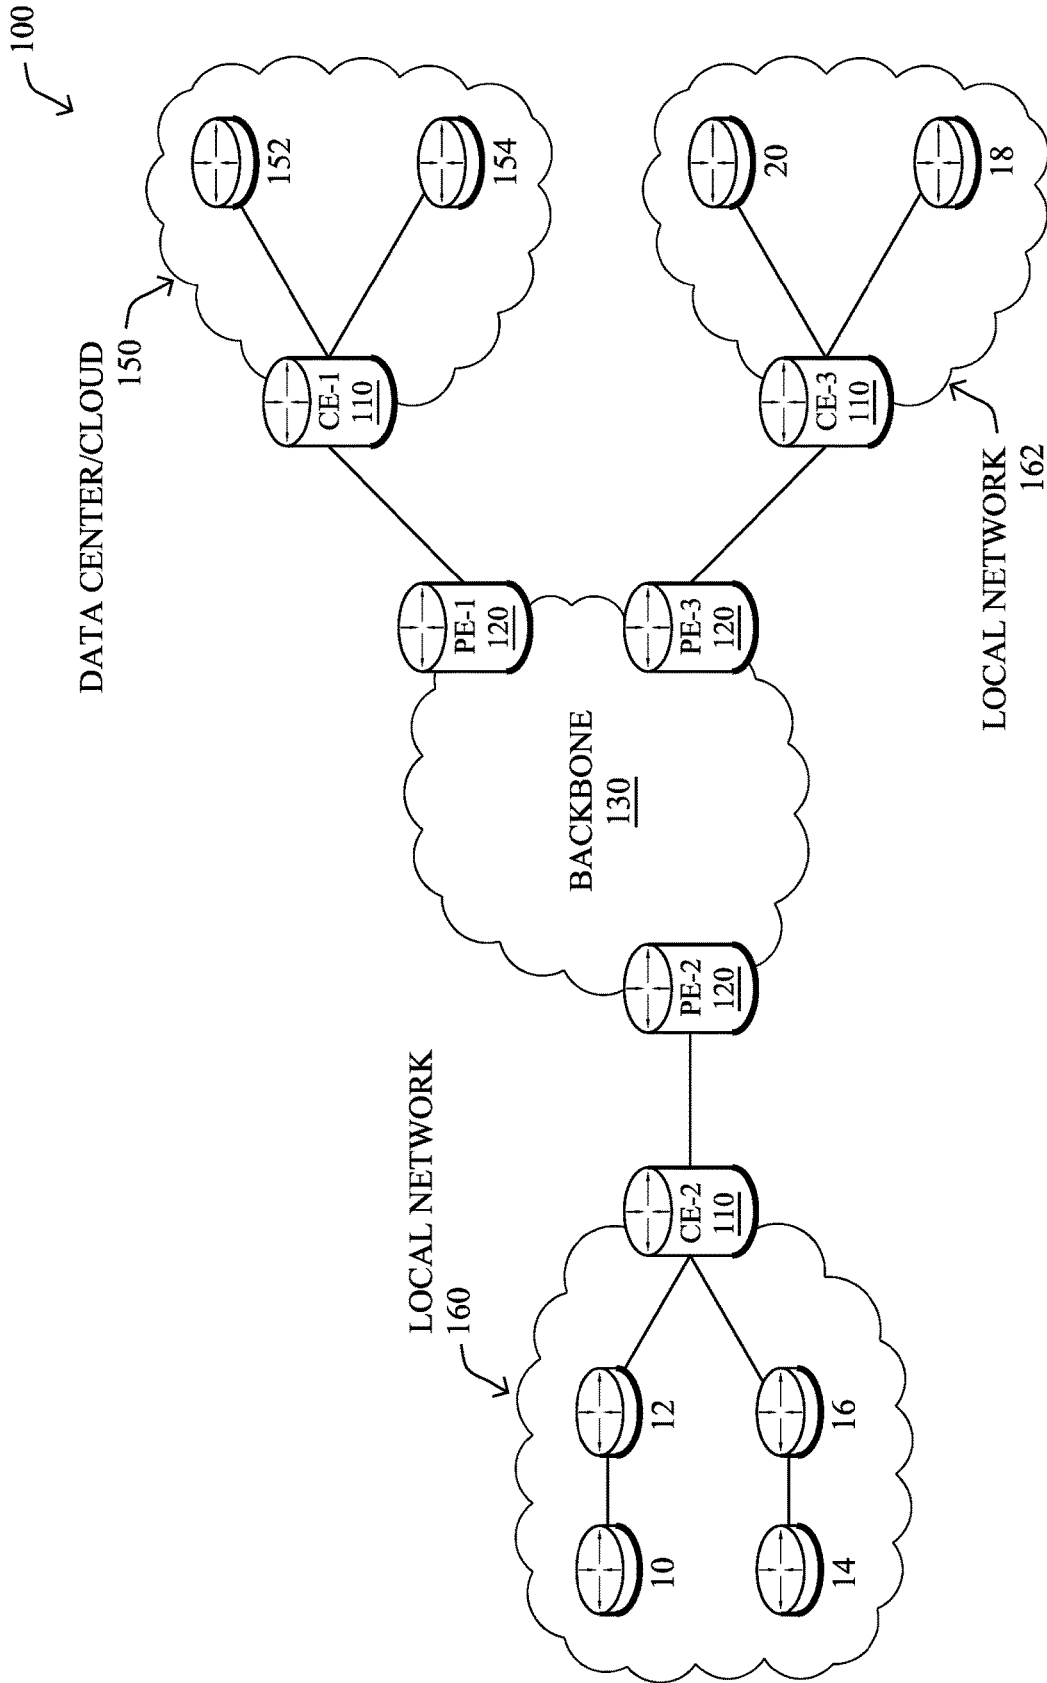 100
DATA CENTER/CLOUD
150
152
154
CE-1
110
PE-1
120
LOCAL NETWORK
160
BACKBONE
130
10
12
14
16
CE-2
110
PE-2
120
PE-3
120
CE-3
110
20
18
LOCAL NETWORK
162